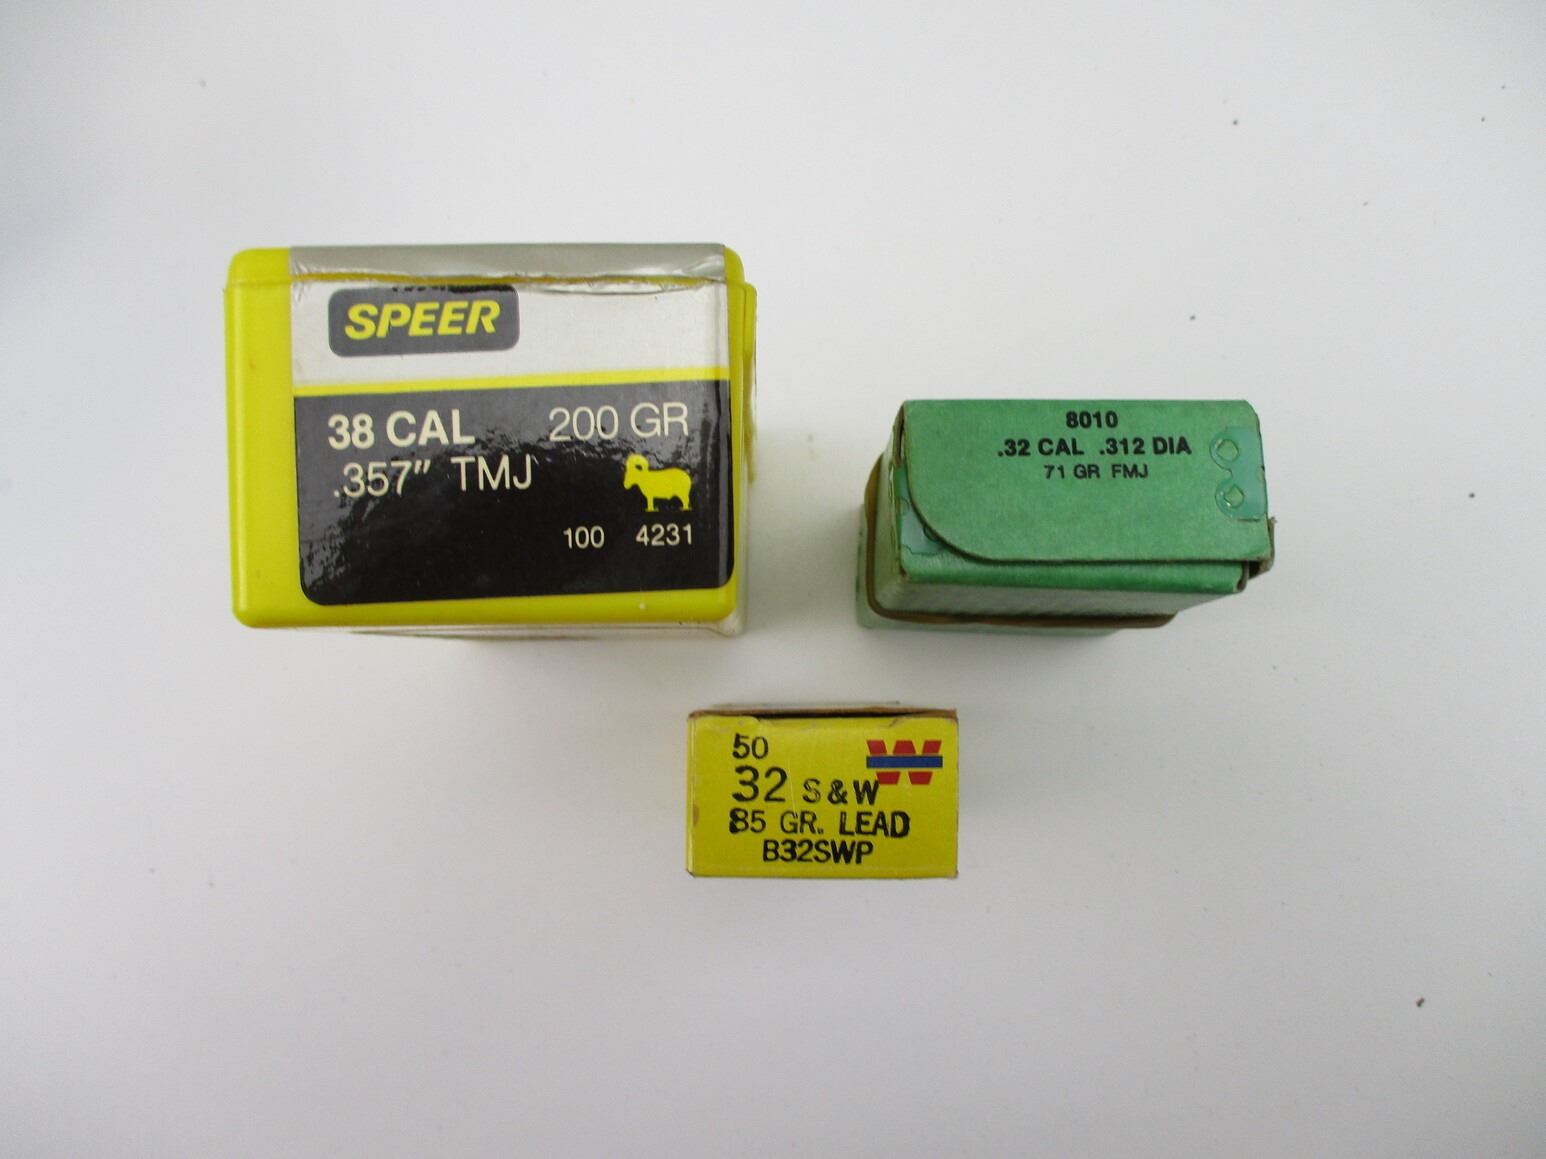 SPEER
38 CAL 200 GR
.357" TMJ
100 4231
8010
.32 CAL .312 DIA
71 GR FMJ
50
32 S&W
85 GR. LEAD
B32SWP
W